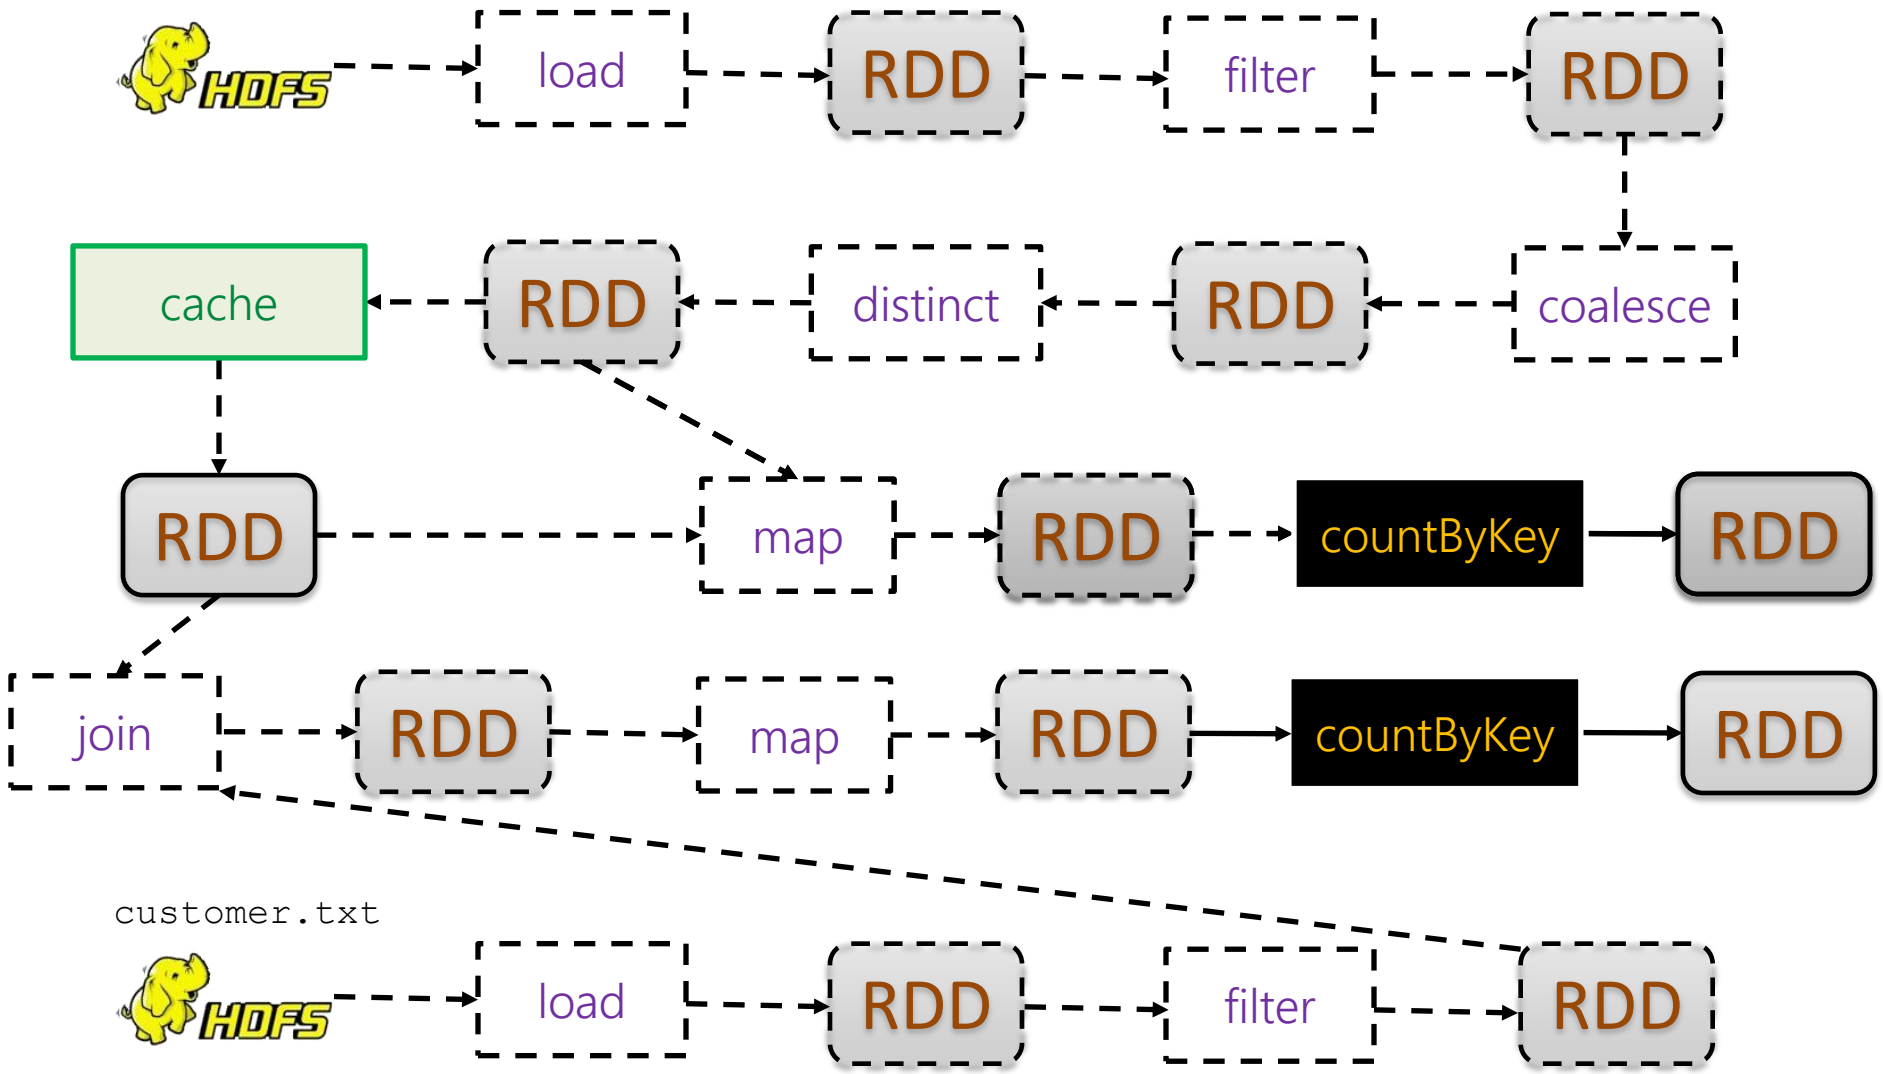 HDFS
load
RDD
filter
RDD
cache
RDD
distinct
RDD
coalesce
RDD
map
RDD
countByKey
RDD
join
RDD
map
RDD
countByKey
RDD
customer.txt
HDFS
load
RDD
filter
RDD